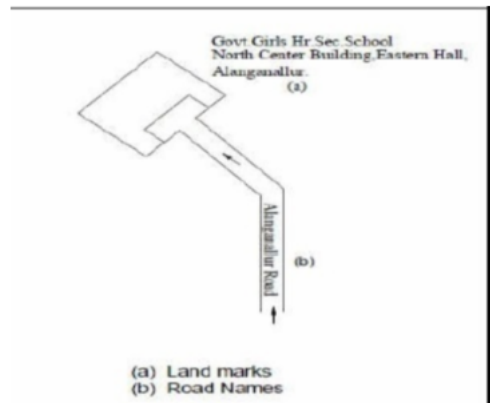 Govt Girls Hr Sec.School
North Center Building,Eastern Hall,
Alanganallur.
(a)
Alanganallur Road
(b)
(a) Land marks
(b) Road Names